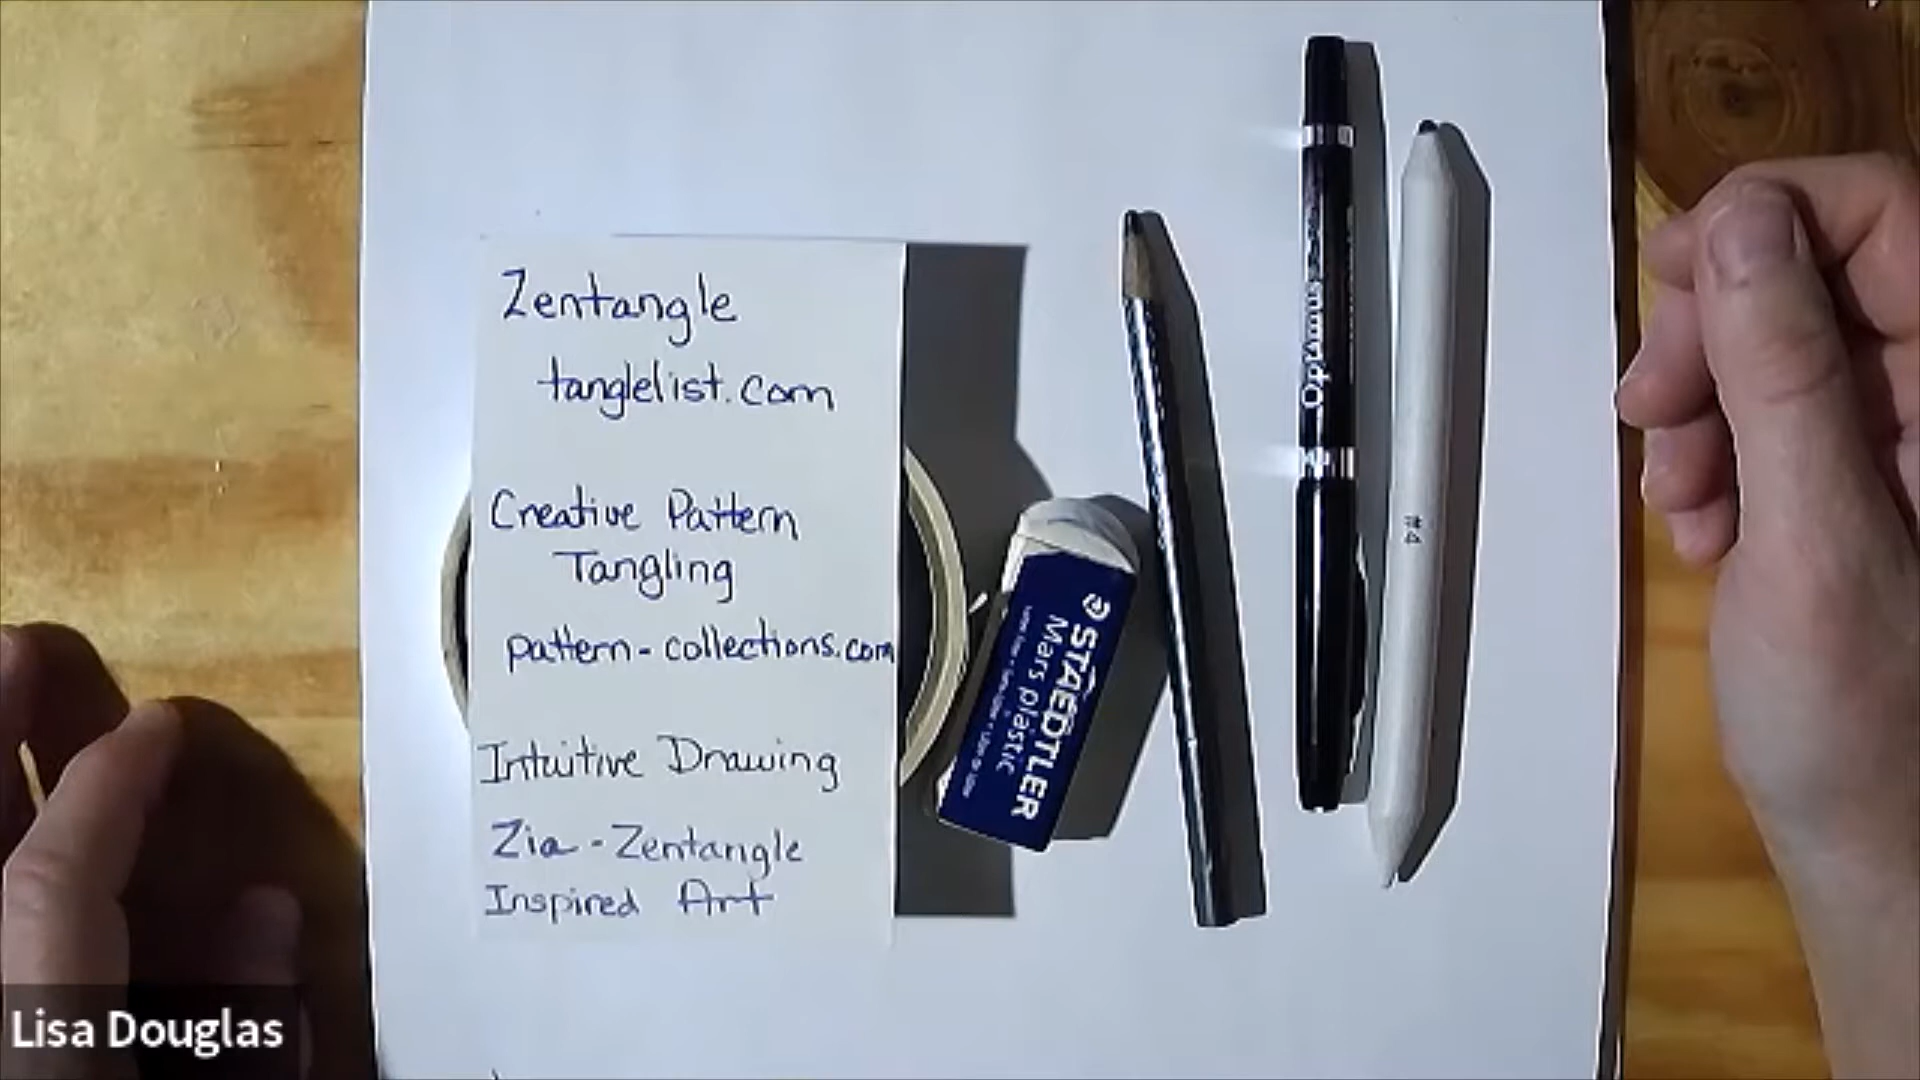 Zentangle
tanglelist.com
Creative Pattern
Tangling
pattern-collections.com
Intuitive Drawing
Zia - Zentangle
Inspired Art
STAEDTLER
Mars plastic
Optimus
#4
Lisa Douglas